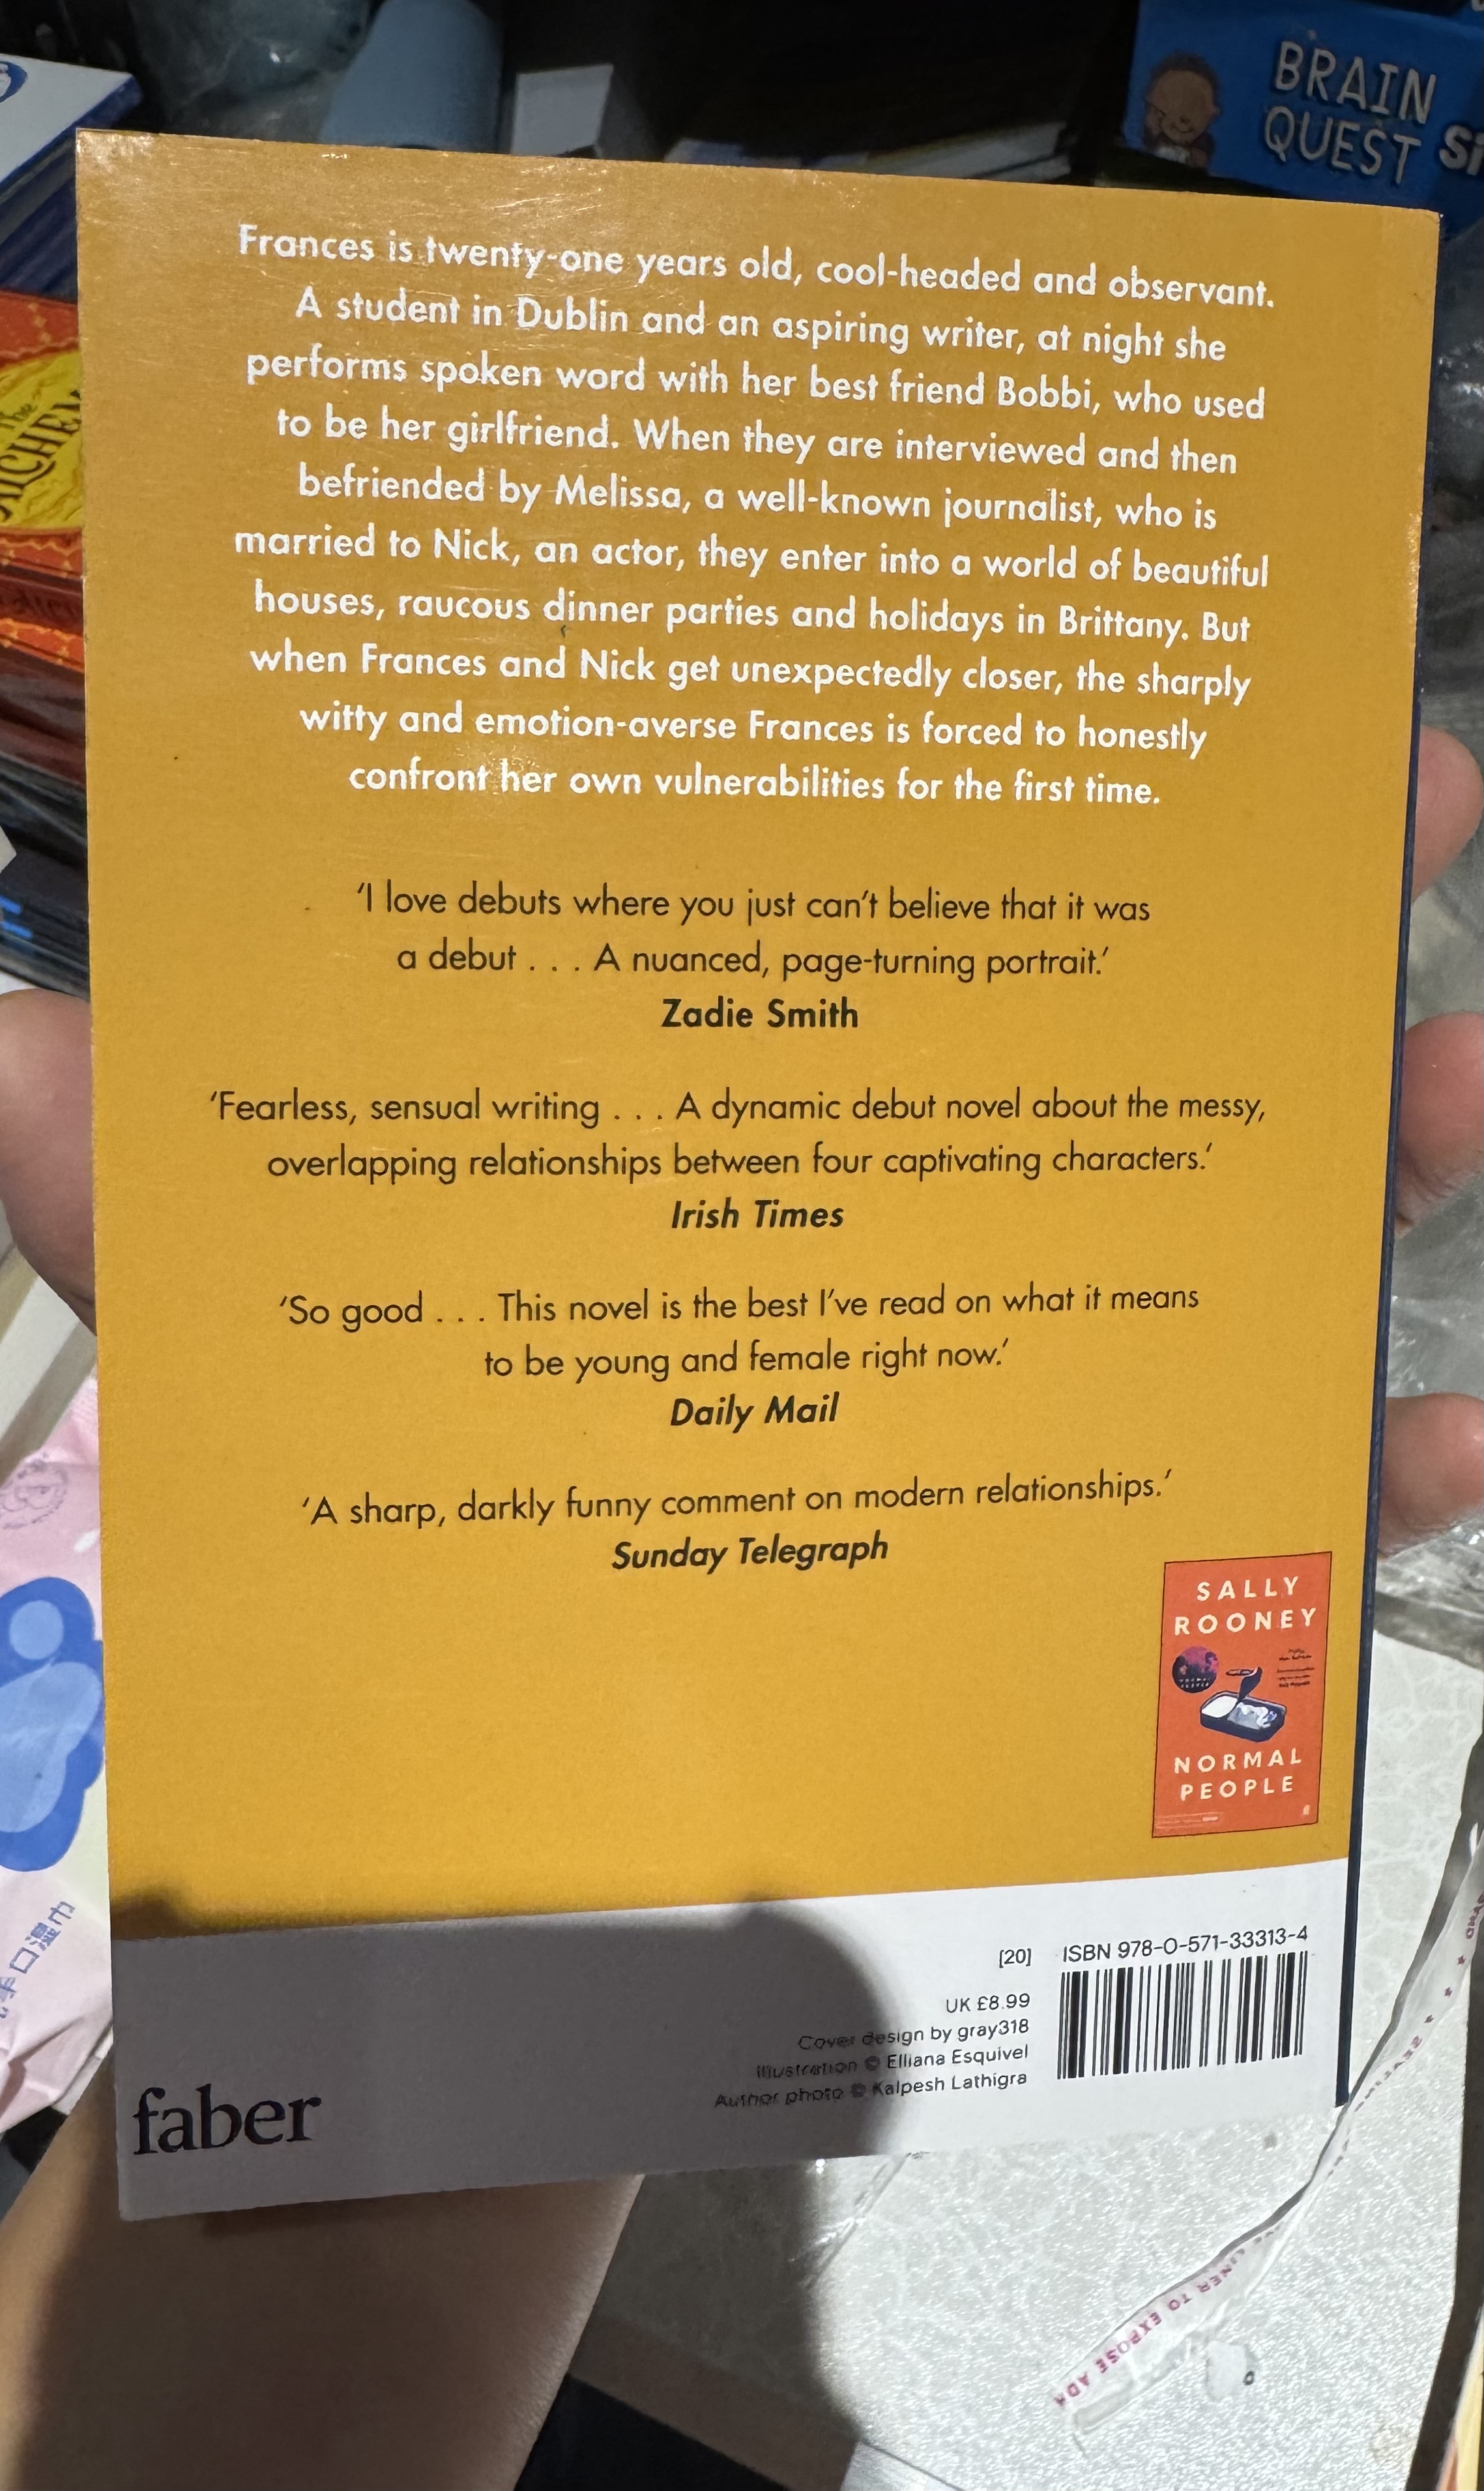 BRAIN
QUEST
Frances is twenty-one years old, cool-headed and observant.
A student in Dublin and an aspiring writer, at night she
performs spoken word with her best friend Bobbi, who used
to be her girlfriend. When they are interviewed and then
befriended by Melissa, a well-known journalist, who is
married to Nick, an actor, they enter into a world of beautiful
houses, raucous dinner parties and holidays in Brittany. But
when Frances and Nick get unexpectedly closer, the sharply
witty and emotion-averse Frances is forced to honestly
confront her own vulnerabilities for the first time.
‘I love debuts where you just can’t believe that it was
a debut . . . A nuanced, page-turning portrait.’
Zadie Smith
‘Fearless, sensual writing . . . A dynamic debut novel about the messy,
overlapping relationships between four captivating characters.’
Irish Times
‘So good . . . This novel is the best I’ve read on what it means
to be young and female right now.’
Daily Mail
‘A sharp, darkly funny comment on modern relationships.’
Sunday Telegraph
SALLY
ROONEY
NORMAL
PEOPLE
[20] ISBN 978-0-571-33313-4
UK £8.99
Cover design by gray318
Illustration © Elliana Esquivel
Author photo © Kalpesh Lathigra
faber
手口湿巾
LINER TO EXPOSE